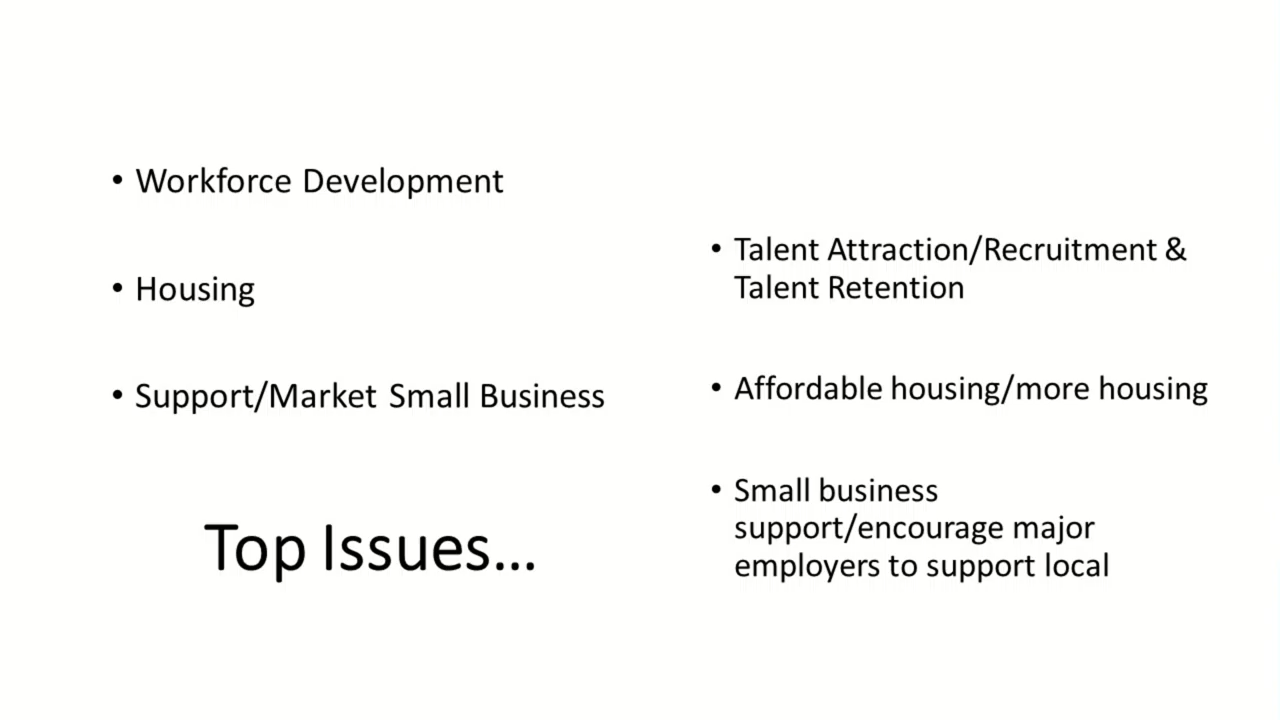 • Workforce Development
• Housing
• Support/Market Small Business
Top Issues...
• Talent Attraction/Recruitment &
Talent Retention
• Affordable housing/more housing
• Small business
support/encourage major
employers to support local